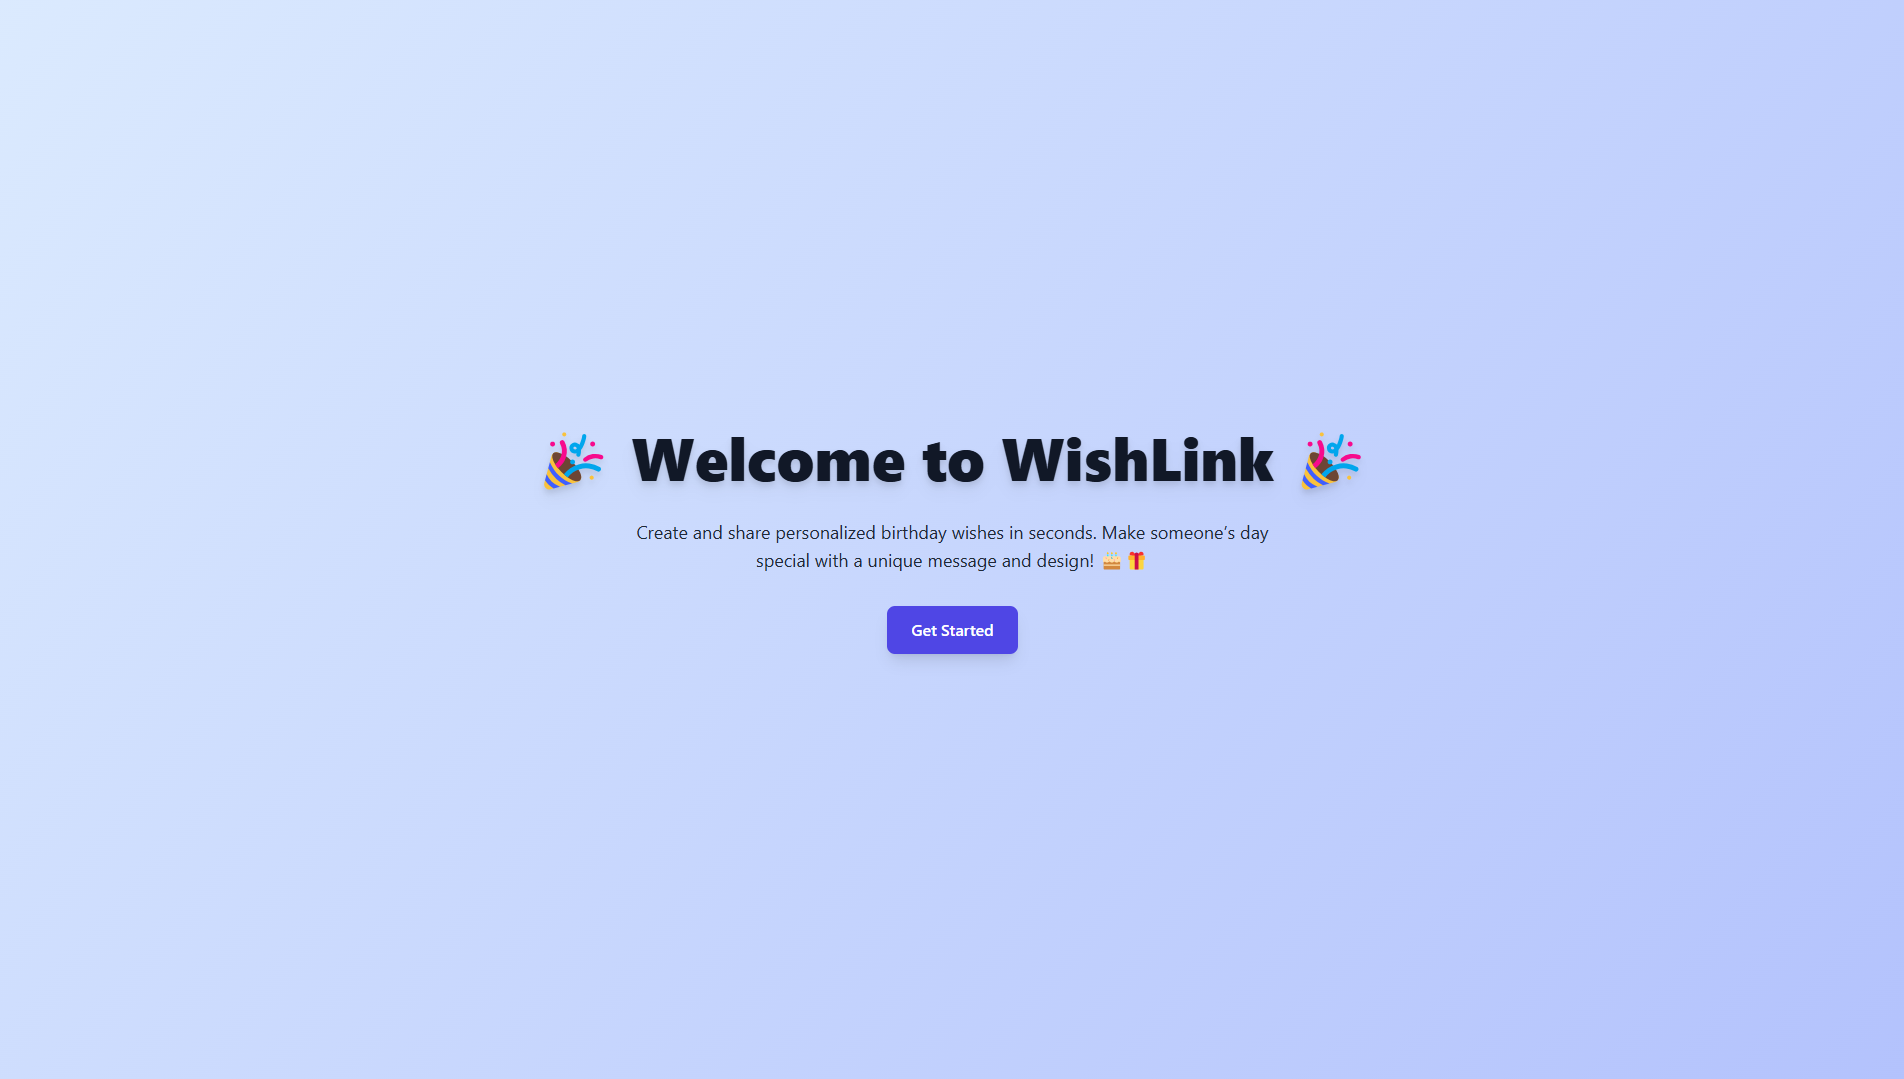 🎉 Welcome to WishLink 🎉
Create and share personalized birthday wishes in seconds. Make someone's day
special with a unique message and design! 🎂🎁
Get Started